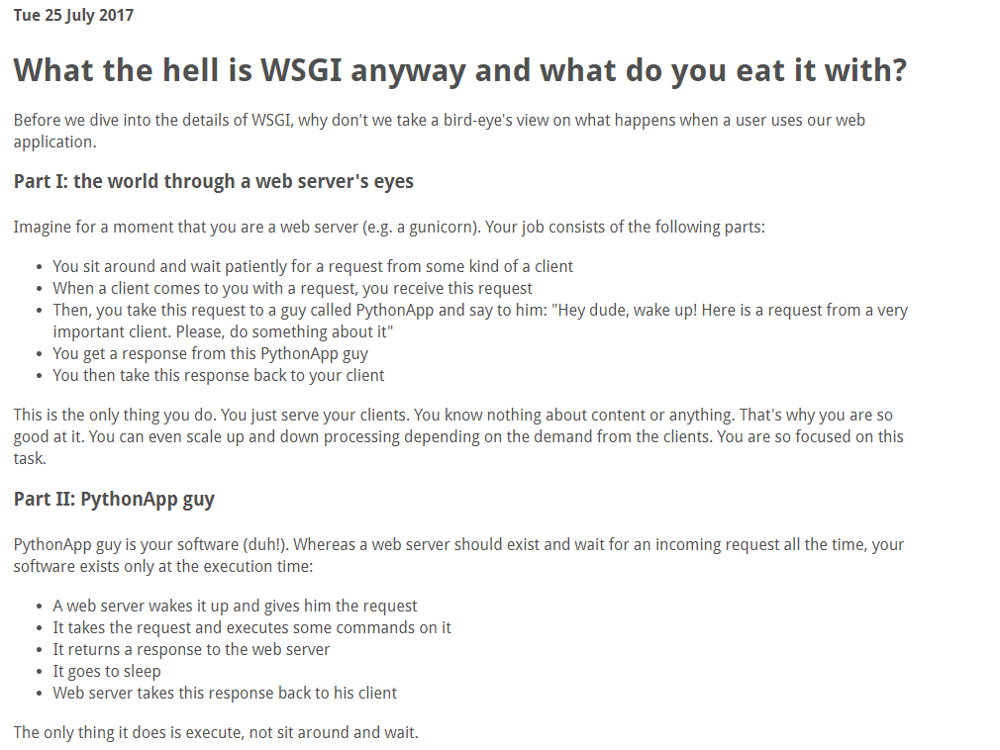 Tue 25 July 2017
What the hell is WSGI anyway and what do you eat it with?
Before we dive into the details of WSGI, why don't we take a bird-eye's view on what happens when a user uses our web
application.
Part I: the world through a web server's eyes
Imagine for a moment that you are a web server (e.g. a gunicorn). Your job consists of the following parts:
• You sit around and wait patiently for a request from some kind of a client
• When a client comes to you with a request, you receive this request
• Then, you take this request to a guy called PythonApp and say to him: "Hey dude, wake up! Here is a request from a very
important client. Please, do something about it"
• You get a response from this PythonApp guy
• You then take this response back to your client
This is the only thing you do. You just serve your clients. You know nothing about content or anything. That's why you are so
good at it. You can even scale up and down processing depending on the demand from the clients. You are so focused on this
task.
Part II: PythonApp guy
PythonApp guy is your software (duh!). Whereas a web server should exist and wait for an incoming request all the time, your
software exists only at the execution time:
• A web server wakes it up and gives him the request
• It takes the request and executes some commands on it
• It returns a response to the web server
• It goes to sleep
• Web server takes this response back to his client
The only thing it does is execute, not sit around and wait.